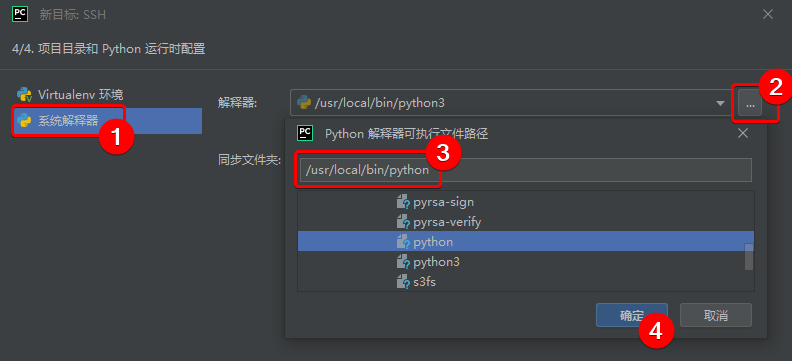 PC 新目标: SSH
4/4. 项目目录和 Python 运行时配置
Virtualenv 环境
系统解释器
1
解释器:
/usr/local/bin/python3
...
2
同步文件夹:
PC Python 解释器可执行文件路径
3
/usr/local/bin/python
pyrsa-sign
pyrsa-verify
python
python3
s3fs
确定
取消
4